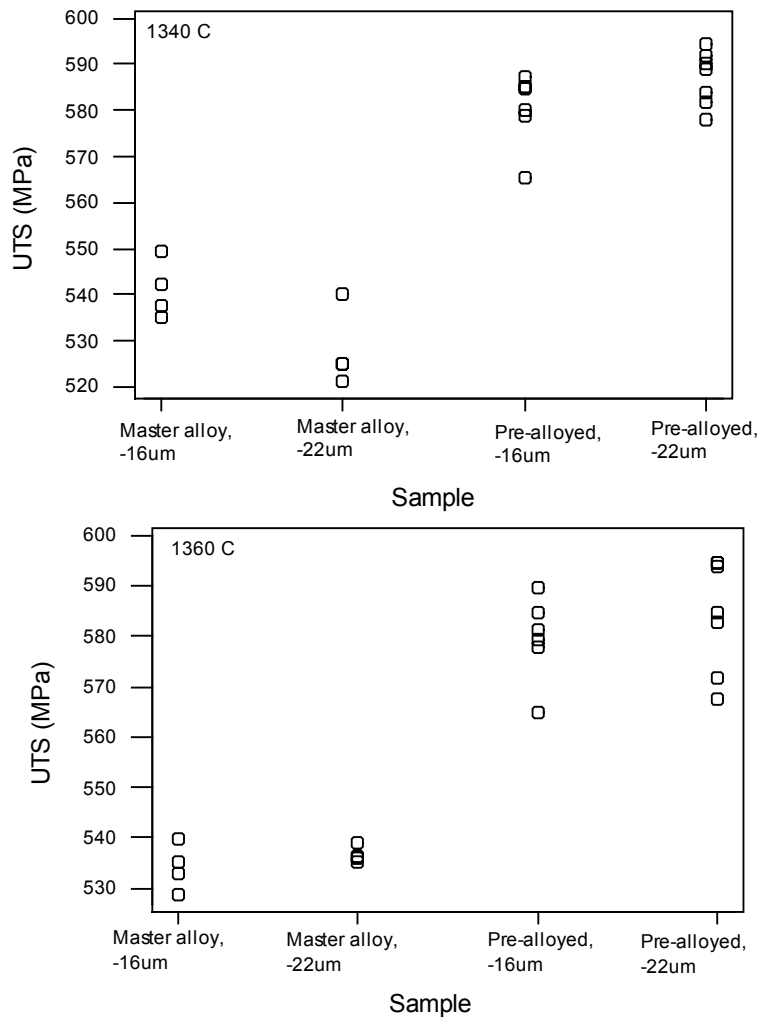 600
1340 C
590
580
570
560
550
540
530
520
UTS (MPa)
Master alloy,
-16um
Master alloy,
-22um
Pre-alloyed,
-16um
Pre-alloyed,
-22um
Sample
600
1360 C
590
580
570
560
550
540
530
UTS (MPa)
Master alloy,
-16um
Master alloy,
-22um
Pre-alloyed,
-16um
Pre-alloyed,
-22um
Sample